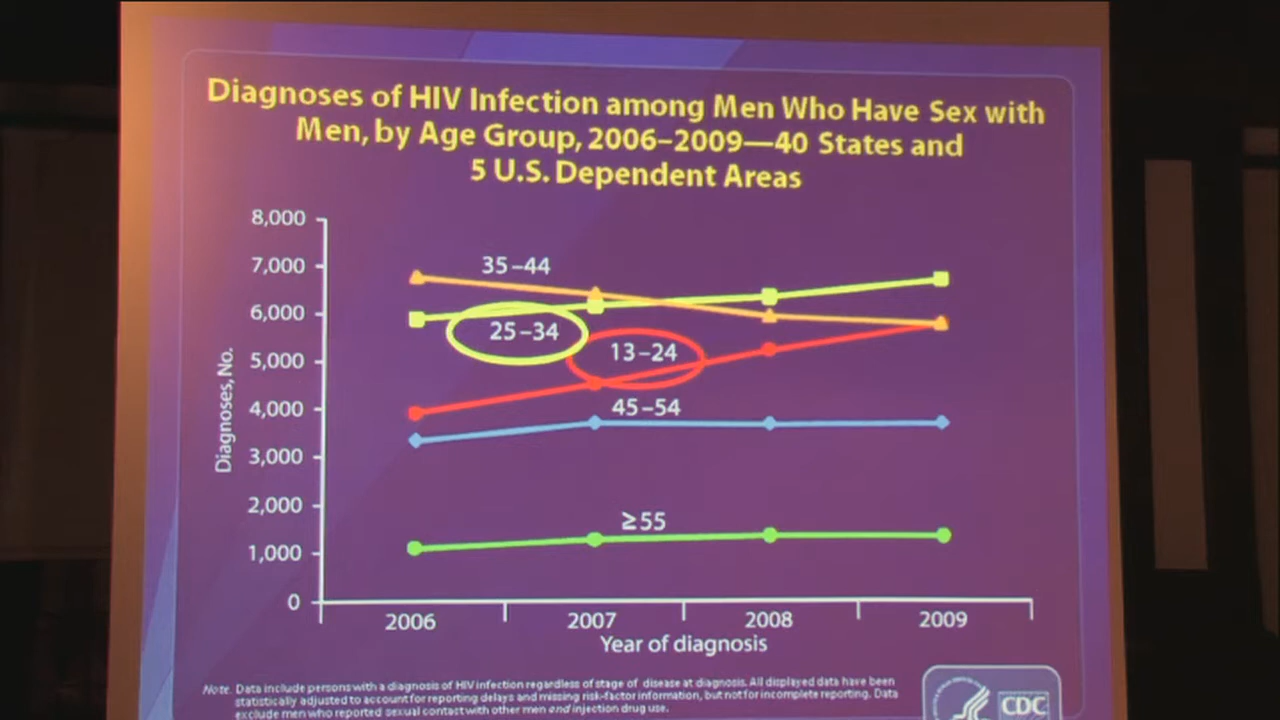 Diagnoses of HIV Infection among Men Who Have Sex with
Men, by Age Group, 2006–2009—40 States and
5 U.S. Dependent Areas
8,000
7,000
6,000
5,000
4,000
3,000
2,000
1,000
0
Diagnoses, No.
35–44
25–34
13–24
45–54
≥55
2006
2007
2008
2009
Year of diagnosis
Note. Data include persons with a diagnosis of HIV infection regardless of stage of disease at diagnosis. All displayed data have been
statistically adjusted to account for reporting delays and missing risk-factor information, but not for incomplete reporting. Data
exclude men who reported sexual contact with other men and injection drug use.
CDC